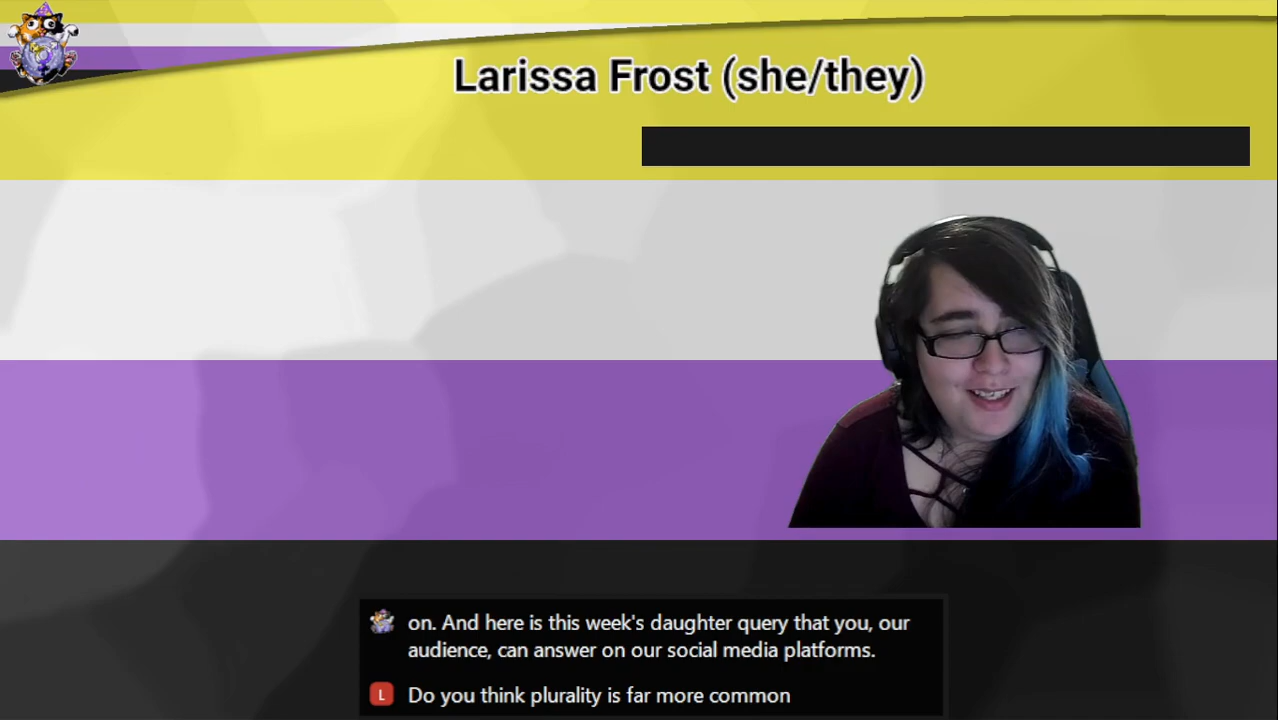 Larissa Frost (she/they)
on. And here is this week's daughter query that you, our
audience, can answer on our social media platforms.
L
Do you think plurality is far more common